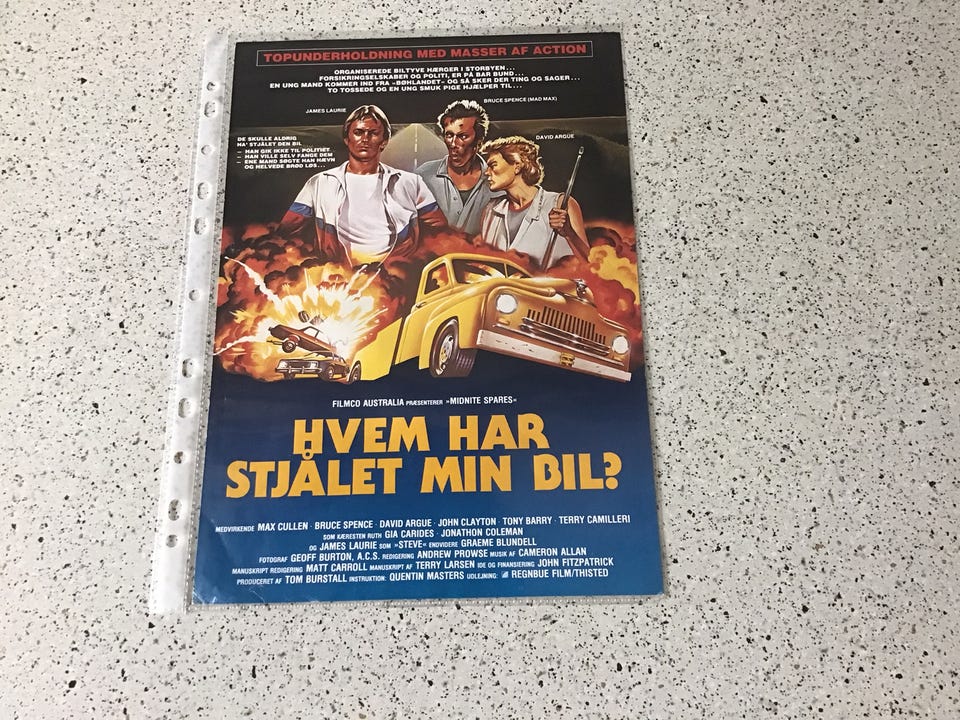 TOPUNDERHOLDNING MED MASSER AF ACTION
ORGANISEREDE BILTYVE HÆRGER I STORBYEN...
FORSIKRINGSELSKABER OG POLITI, ER PÅ BAR BUND...
EN UNG MAND KOMMER IND FRA »BØHLANDET« OG SÅ SKER DER TING OG SAGER...
TO TOSSEDE OG EN UNG SMUK PIGE HJÆLPER TIL...
JAMES LAURIE
BRUCE SPENCE (MAD MAX)
DAVID ARGUE
DE SKULLE ALDRIG
HA' STJÅLET DEN BIL
– HAN GIK IKKE TIL POLITIET
– HAN VILLE SELV FANGE DEM
– ENE MAND SØGTE HAN HÆVN
OG HELVEDE BRØD LØS...
FILMCO AUSTRALIA PRÆSENTERER »MIDNITE SPARES«
HVEM HAR
STJÅLET MIN BIL?
MEDVIRKENDE MAX CULLEN · BRUCE SPENCE · DAVID ARGUE · JOHN CLAYTON · TONY BARRY · TERRY CAMILLERI
SOM KÆRESTEN RUTH GIA CARIDES · JONATHON COLEMAN
OG JAMES LAURIE SOM »STEVE« ENDVIDERE GRAEME BLUNDELL
FOTOGRAF GEOFF BURTON, A.C.S. REDIGERING ANDREW PROWSE MUSIK AF CAMERON ALLAN
MANUSKRIPT REDIGERING MATT CARROLL MANUSKRIPT AF TERRY LARSEN IDE OG FINANSIERING JOHN FITZPATRICK
PRODUCERET AF TOM BURSTALL INSTRUKTION: QUENTIN MASTERS UDLEJNING: REGNBUE FILM/THISTED